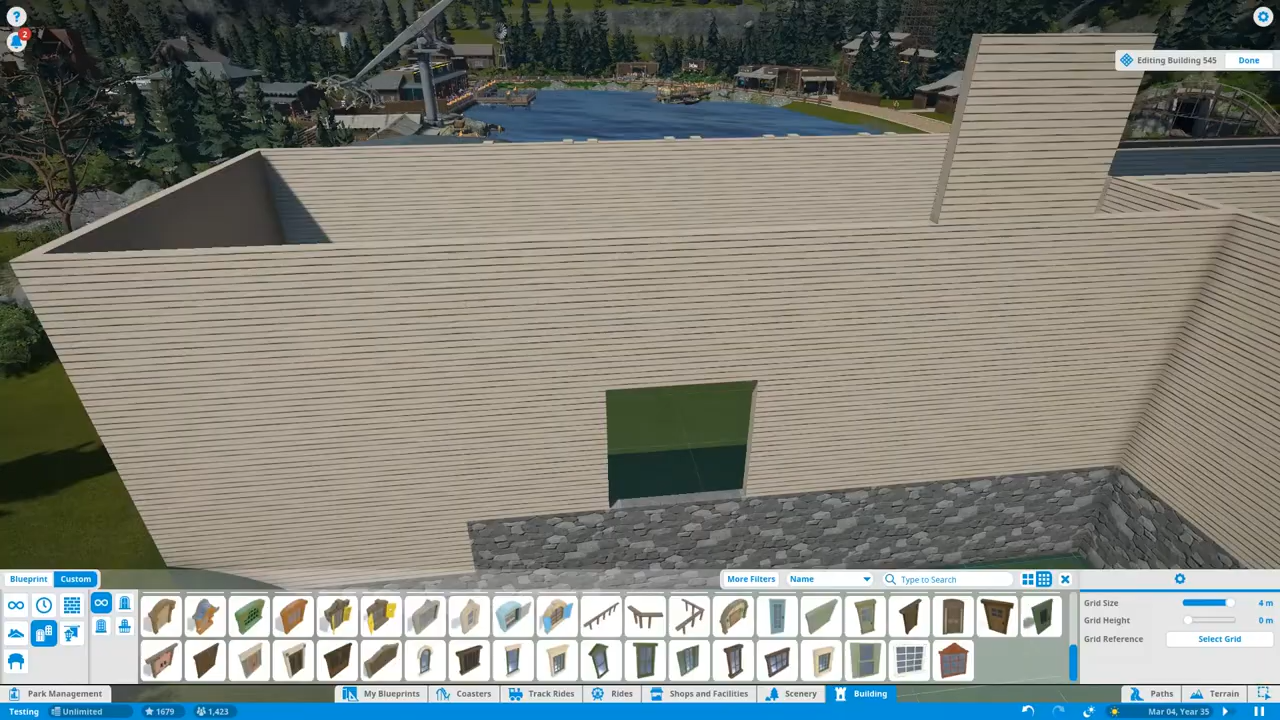 ?
2
Editing Building 545
Done
Blueprint
Custom
More Filters
Name
Type to Search
Grid Size
4 m
Grid Height
0 m
Grid Reference
Select Grid
Park Management
My Blueprints
Coasters
Track Rides
Rides
Shops and Facilities
Scenery
Building
Paths
Terrain
Testing
Unlimited
1679
1,423
Mar 04, Year 35